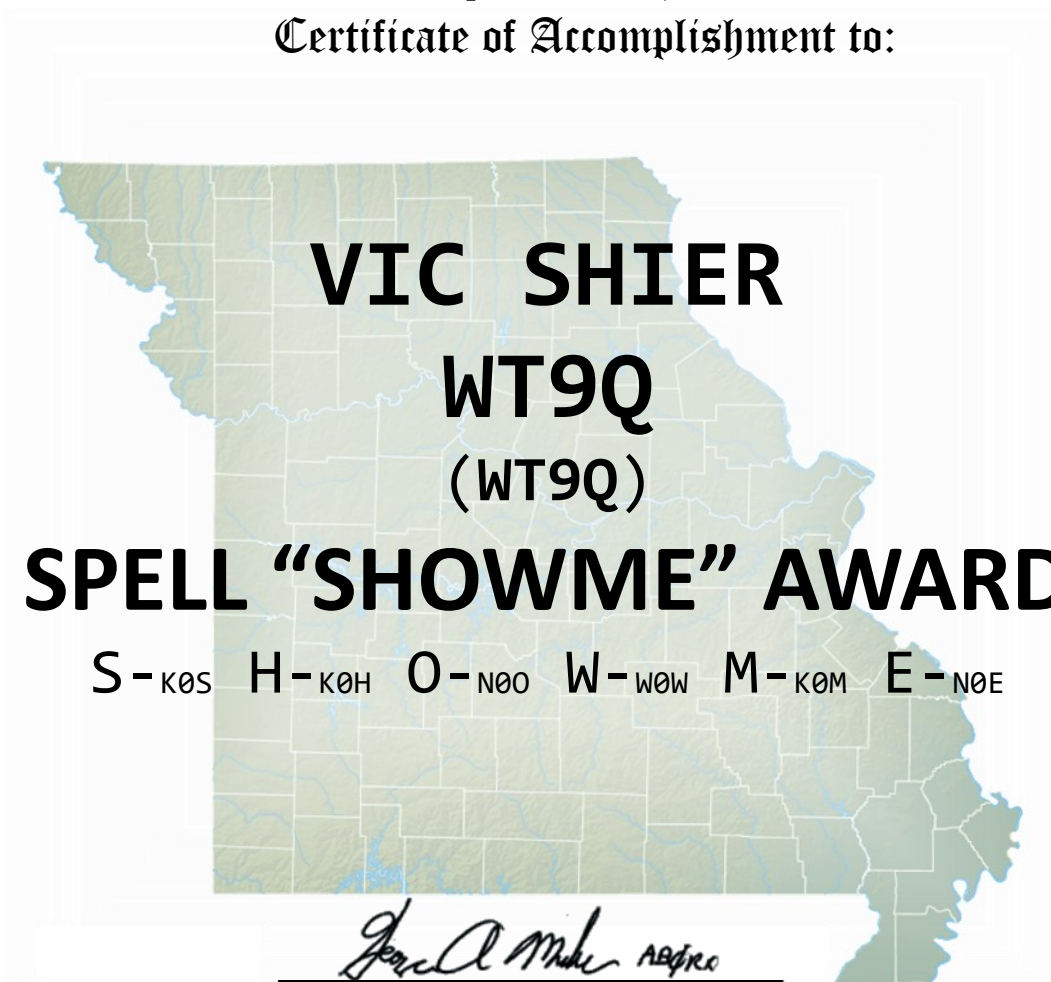 Certificate of Accomplishment to:
VIC SHIER
WT9Q
(WT9Q)
SPELL “SHOWME” AWARD
S-K0S H-K0H O-N0O W-W0W M-K0M E-N0E